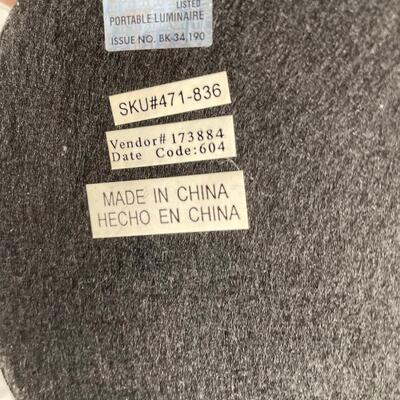 LISTED
PORTABLE LUMINAIRE
ISSUE NO. BK-34,190
SKU#471-836
Vendor# 173884
Date Code:604
MADE IN CHINA
HECHO EN CHINA